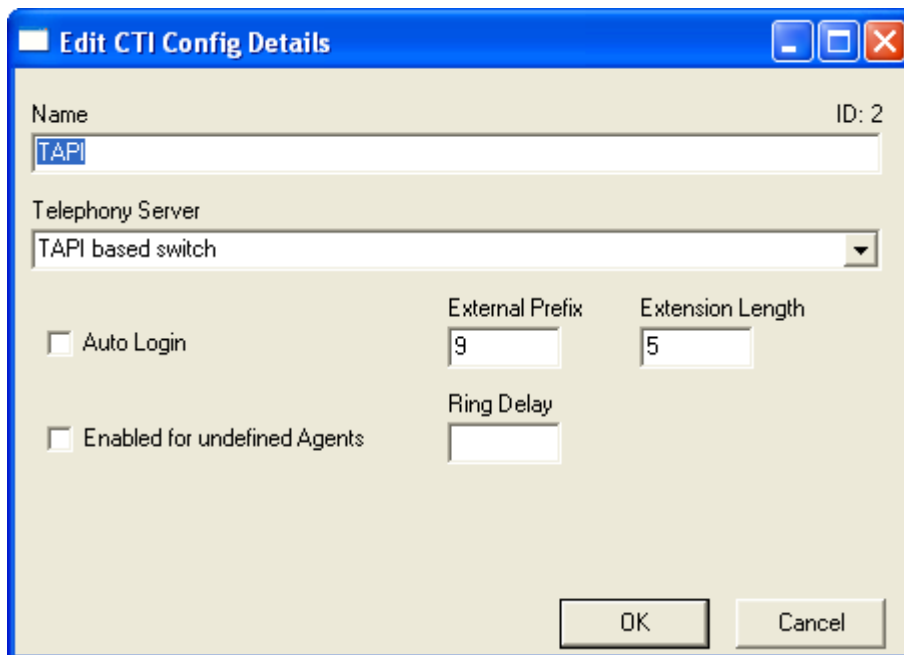 Edit CTI Config Details
Name ID: 2
TAPI
Telephony Server
TAPI based switch
External Prefix Extension Length
Auto Login 9 5
Ring Delay
Enabled for undefined Agents
OK Cancel